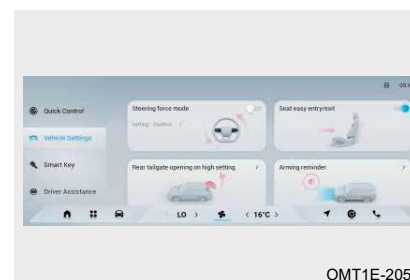 Quick Control
Vehicle Settings
Smart Key
Driver Assistance
Steering force mode
Seat easy entry/exit
Rear tailgate opening on high setting >
Arming reminder >
LO >
< 16°C >
OMT1E-205